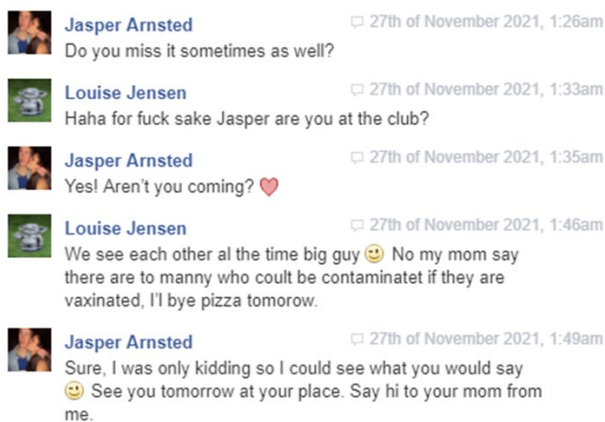 Jasper Arnsted 27th of November 2021, 1:26am
Do you miss it sometimes as well?
Louise Jensen 27th of November 2021, 1:33am
Haha for fuck sake Jasper are you at the club?
Jasper Arnsted 27th of November 2021, 1:35am
Yes! Aren't you coming? ❤
Louise Jensen 27th of November 2021, 1:46am
We see each other al the time big guy 😉 No my mom say
there are to manny who coult be contaminatet if they are
vaxinated, I'l bye pizza tomorow.
Jasper Arnsted 27th of November 2021, 1:49am
Sure, I was only kidding so I could see what you would say
😉 See you tomorrow at your place. Say hi to your mom from
me.